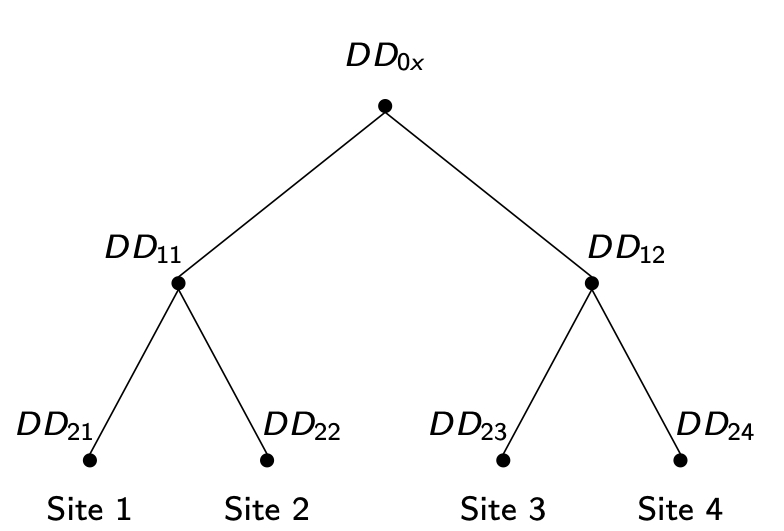 DD₀ₓ
DD₁₁ DD₁₂
DD₂₁ DD₂₂ DD₂₃ DD₂₄
Site 1 Site 2 Site 3 Site 4